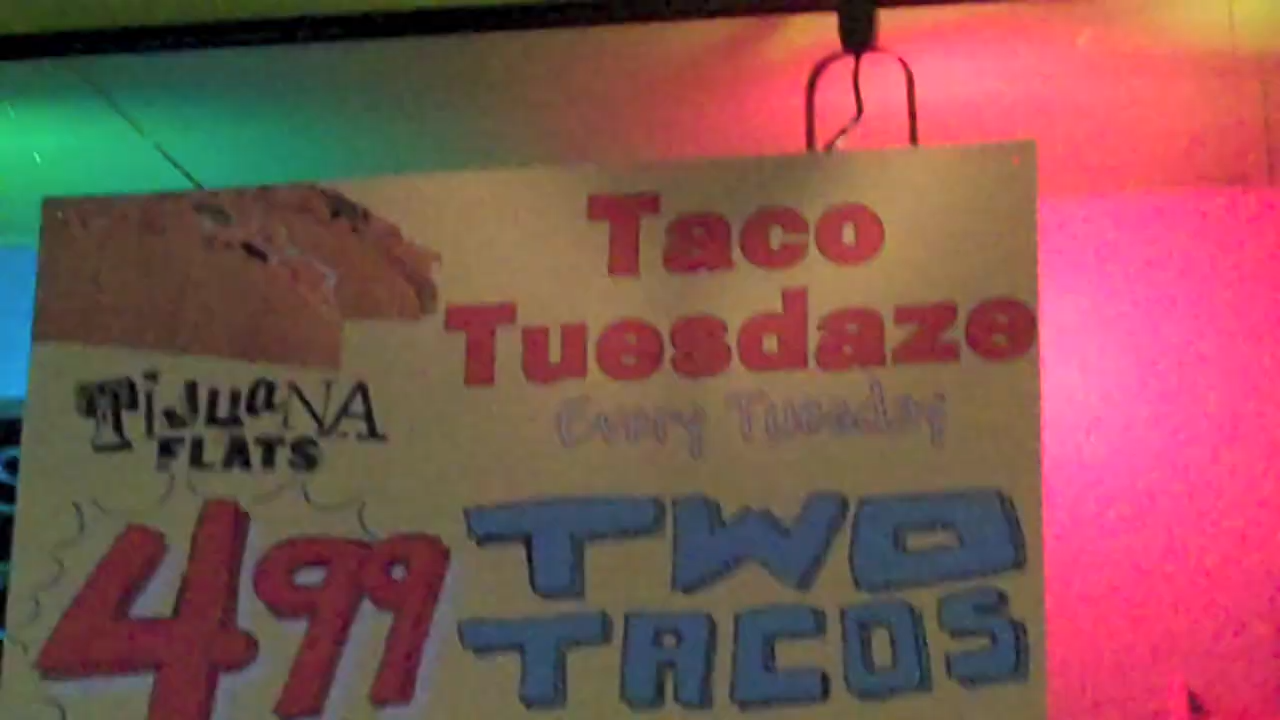 Taco
Tuesdaze
Every Tuesday
TiJuaNA
FLATS
499
TWO
TACOS